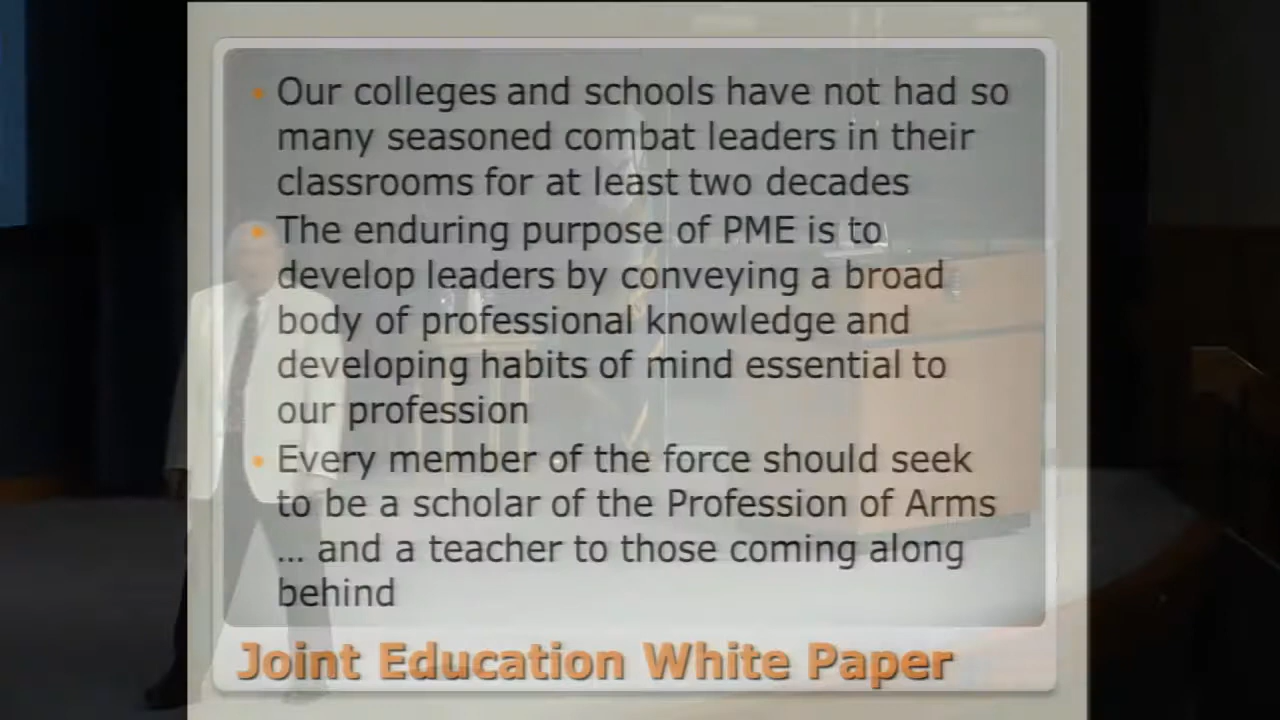 • Our colleges and schools have not had so
many seasoned combat leaders in their
classrooms for at least two decades
• The enduring purpose of PME is to
develop leaders by conveying a broad
body of professional knowledge and
developing habits of mind essential to
our profession
• Every member of the force should seek
to be a scholar of the Profession of Arms
… and a teacher to those coming along
behind
Joint Education White Paper